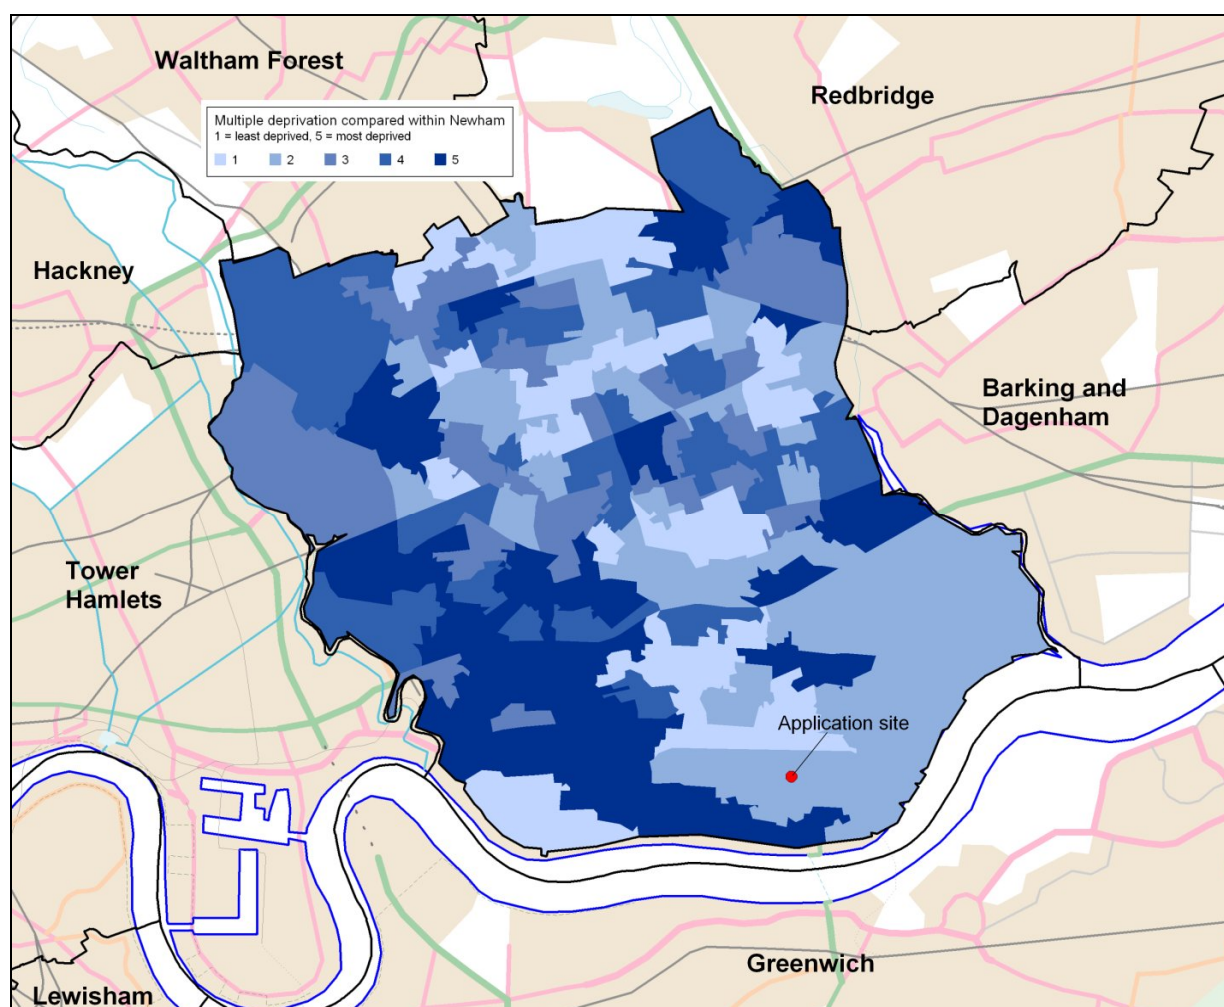 Waltham Forest
Redbridge
Multiple deprivation compared within Newham
1 = least deprived, 5 = most deprived
1 2 3 4 5
Hackney
Barking and
Dagenham
Tower
Hamlets
Application site
Greenwich
Lewisham